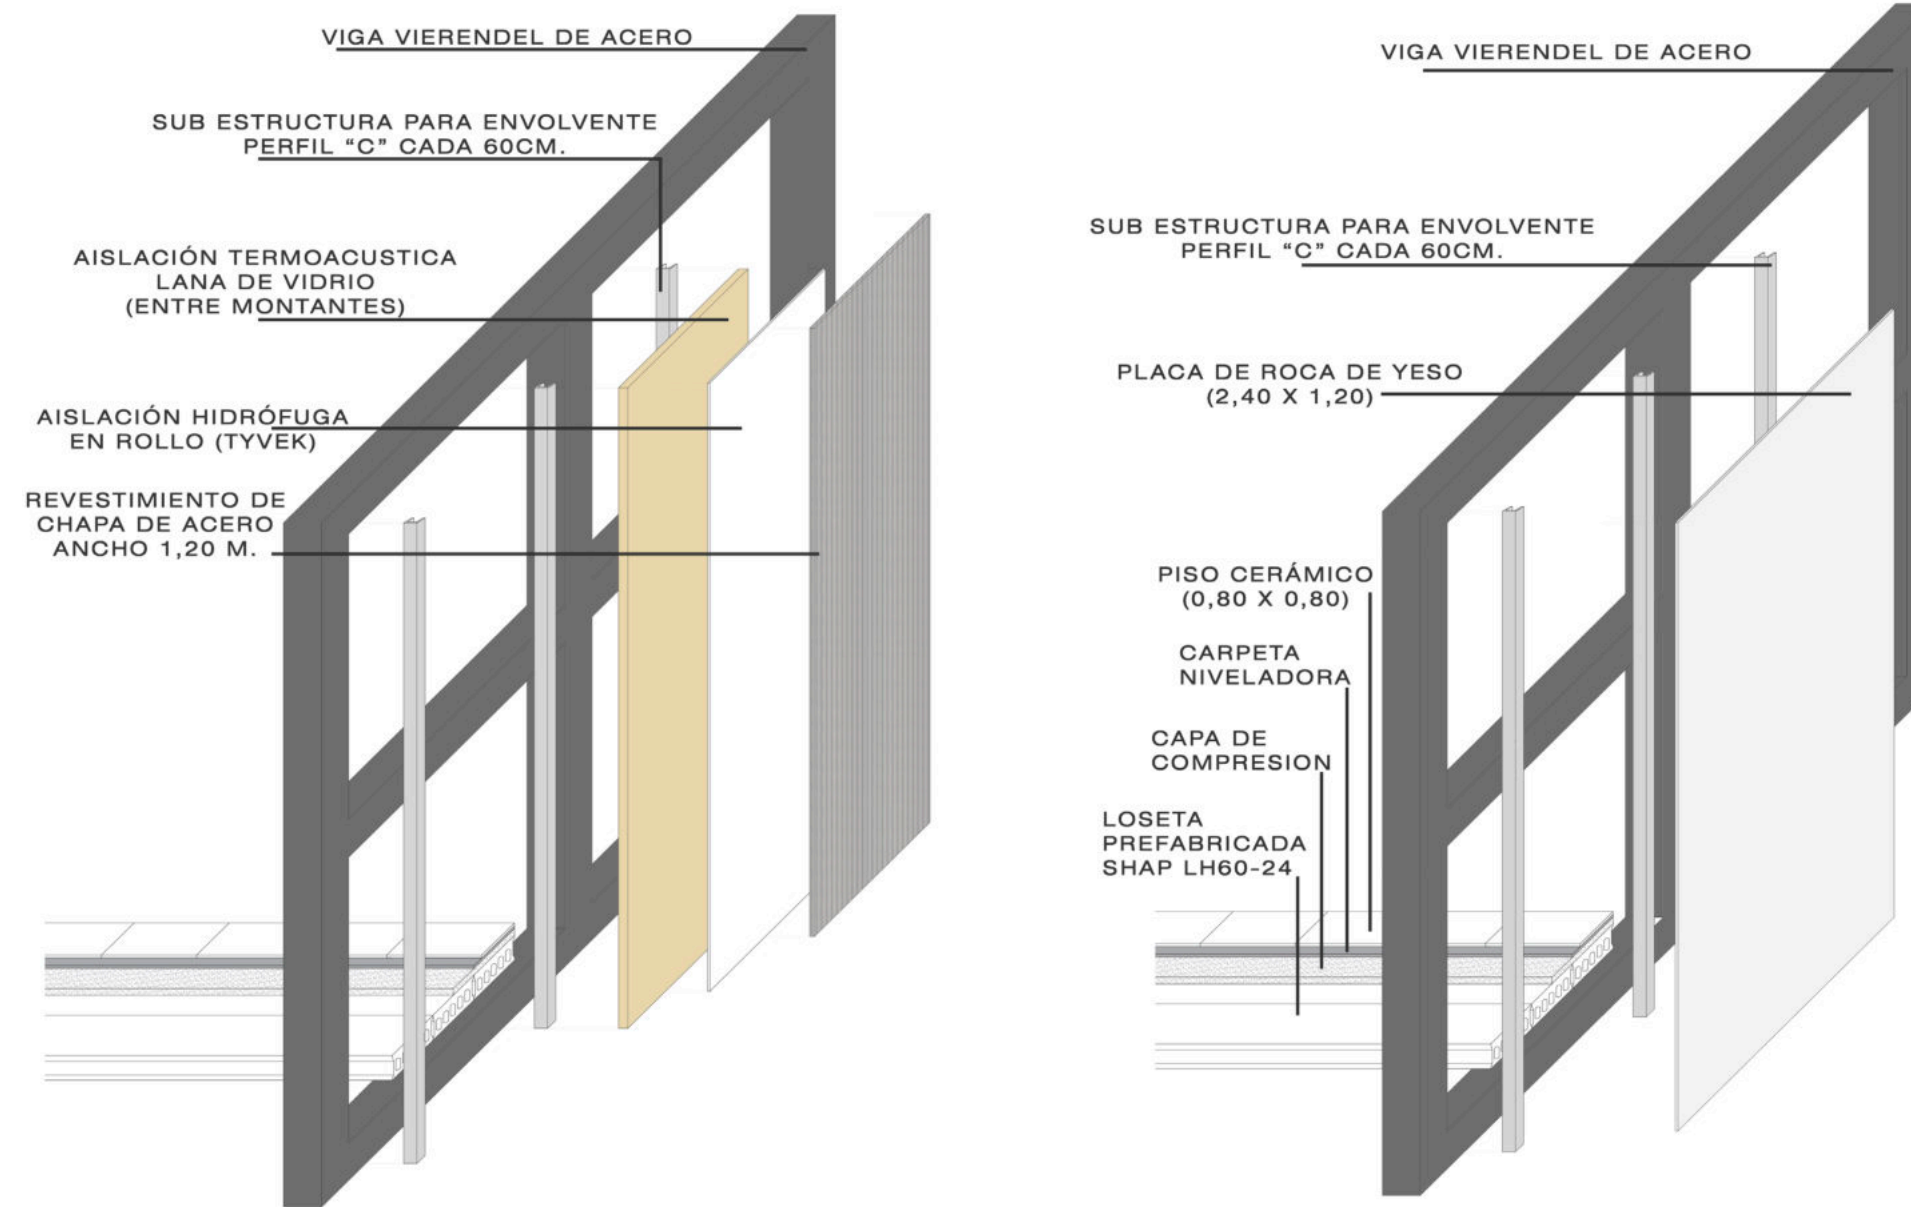 VIGA VIERENDEL DE ACERO
SUB ESTRUCTURA PARA ENVOLVENTE
PERFIL “C” CADA 60CM.
AISLACIÓN TERMOACUSTICA
LANA DE VIDRIO
(ENTRE MONTANTES)
AISLACIÓN HIDRÓFUGA
EN ROLLO (TYVEK)
REVESTIMIENTO DE
CHAPA DE ACERO
ANCHO 1,20 M.
VIGA VIERENDEL DE ACERO
SUB ESTRUCTURA PARA ENVOLVENTE
PERFIL “C” CADA 60CM.
PLACA DE ROCA DE YESO
(2,40 X 1,20)
PISO CERÁMICO
(0,80 X 0,80)
CARPETA
NIVELADORA
CAPA DE
COMPRESION
LOSETA
PREFABRICADA
SHAP LH60-24